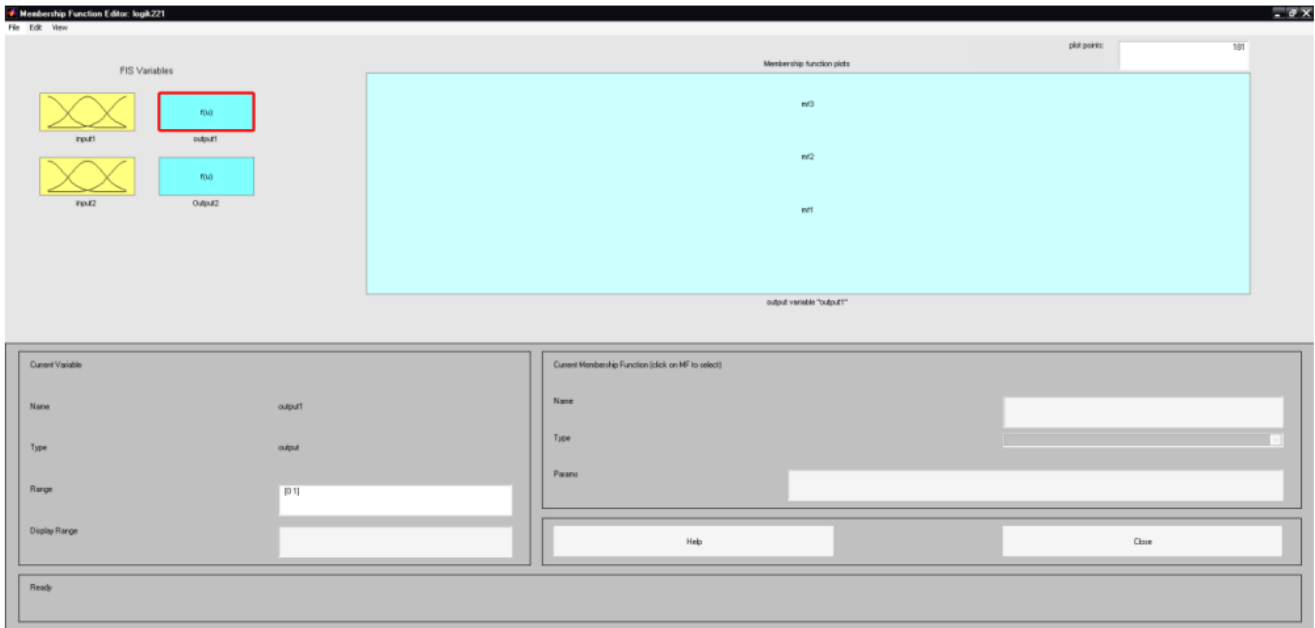 Membership Function Editor: logik221
File Edit View
FIS Variables
f(u)
input1
output1
f(u)
input2
Output2
plot points:
181
Membership function plots
mf3
mf2
mf1
output variable "output1"
Current Variable
Name
output1
Type
output
Range
[0 1]
Display Range
Current Membership Function (click on MF to select)
Name
Type
Params
Help
Close
Ready